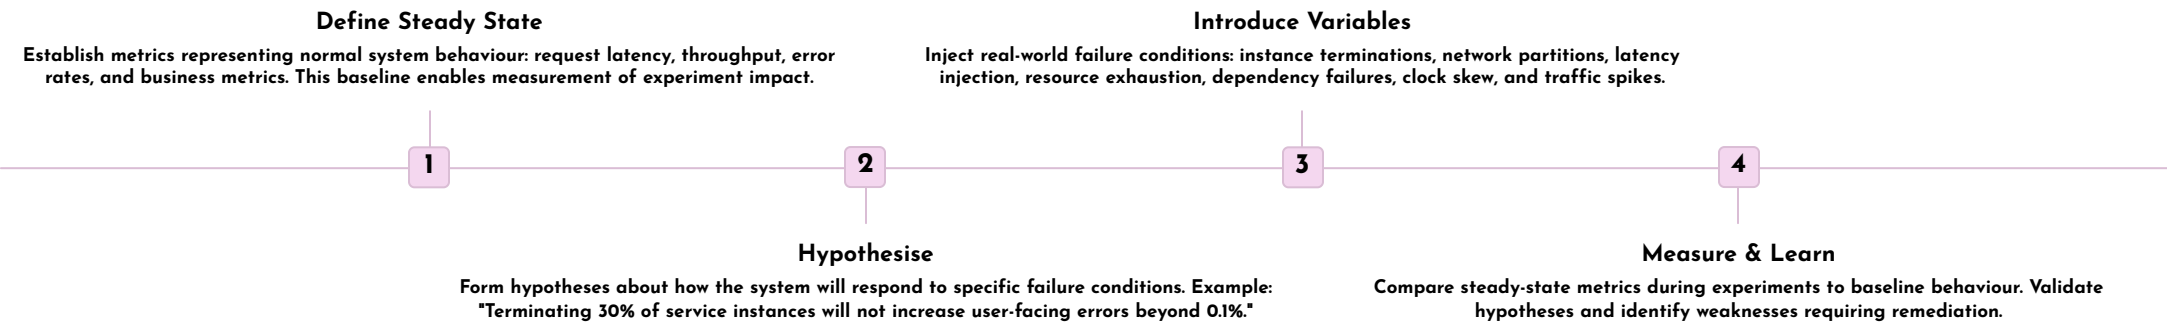 Define Steady State
Establish metrics representing normal system behaviour: request latency, throughput, error
rates, and business metrics. This baseline enables measurement of experiment impact.
1
2
Hypothesise
Form hypotheses about how the system will respond to specific failure conditions. Example:
"Terminating 30% of service instances will not increase user-facing errors beyond 0.1%."
Introduce Variables
Inject real-world failure conditions: instance terminations, network partitions, latency
injection, resource exhaustion, dependency failures, clock skew, and traffic spikes.
3
4
Measure & Learn
Compare steady-state metrics during experiments to baseline behaviour. Validate
hypotheses and identify weaknesses requiring remediation.